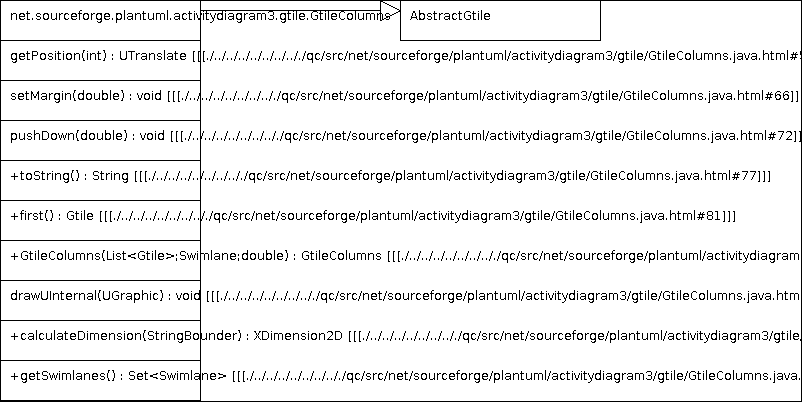 net.sourceforge.plantuml.activitydiagram3.gtile.GtileColumns
AbstractGtile
getPosition(int) : UTranslate [[[./../../../../../../../../qc/src/net/sourceforge/plantuml/activitydiagram3/gtile/GtileColumns.java.html#5
setMargin(double) : void [[[./../../../../../../../../qc/src/net/sourceforge/plantuml/activitydiagram3/gtile/GtileColumns.java.html#66]]]
pushDown(double) : void [[[./../../../../../../../../qc/src/net/sourceforge/plantuml/activitydiagram3/gtile/GtileColumns.java.html#72]]]
+toString() : String [[[./../../../../../../../../qc/src/net/sourceforge/plantuml/activitydiagram3/gtile/GtileColumns.java.html#77]]]
+first() : Gtile [[[./../../../../../../../../qc/src/net/sourceforge/plantuml/activitydiagram3/gtile/GtileColumns.java.html#81]]]
+GtileColumns(List<Gtile>;Swimlane;double) : GtileColumns [[[./../../../../../../../../qc/src/net/sourceforge/plantuml/activitydiagram
drawUInternal(UGraphic) : void [[[./../../../../../../../../qc/src/net/sourceforge/plantuml/activitydiagram3/gtile/GtileColumns.java.htm
+calculateDimension(StringBounder) : XDimension2D [[[./../../../../../../../../qc/src/net/sourceforge/plantuml/activitydiagram3/gtile/
+getSwimlanes() : Set<Swimlane> [[[./../../../../../../../../qc/src/net/sourceforge/plantuml/activitydiagram3/gtile/GtileColumns.java.